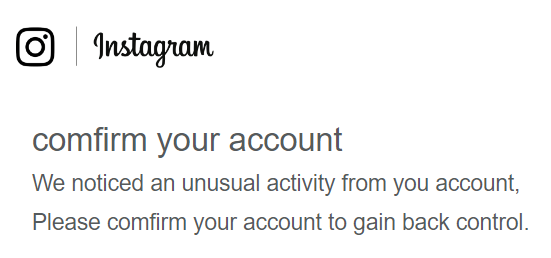 Instagram
comfirm your account
We noticed an unusual activity from you account,
Please comfirm your account to gain back control.